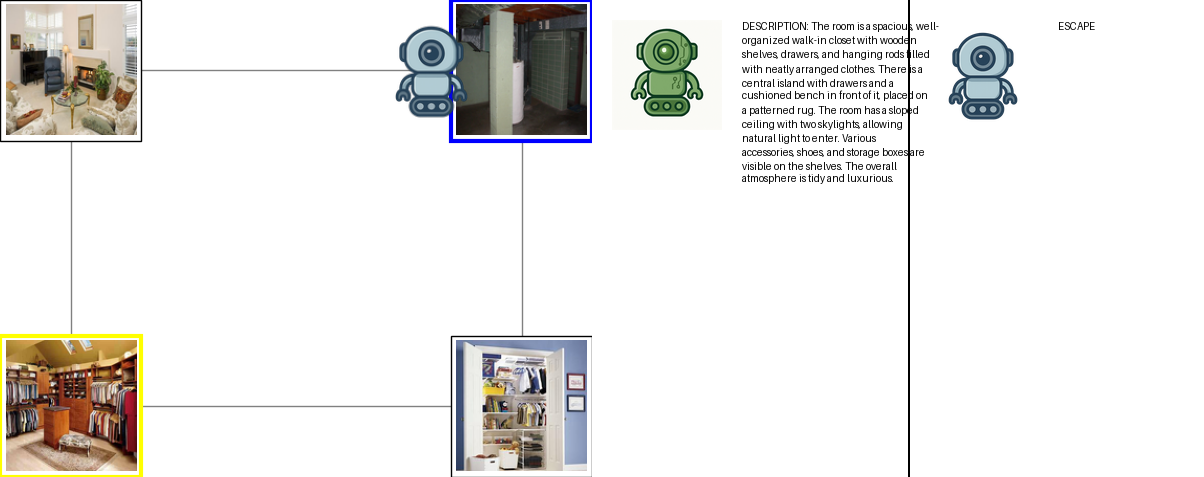 DESCRIPTION: The room is a spacious, well-
organized walk-in closet with wooden
shelves, drawers, and hanging rods filled
with neatly arranged clothes. There is a
central island with drawers and a
cushioned bench in front of it, placed on
a patterned rug. The room has a sloped
ceiling with two skylights, allowing
natural light to enter. Various
accessories, shoes, and storage boxes are
visible on the shelves. The overall
atmosphere is tidy and luxurious.
ESCAPE